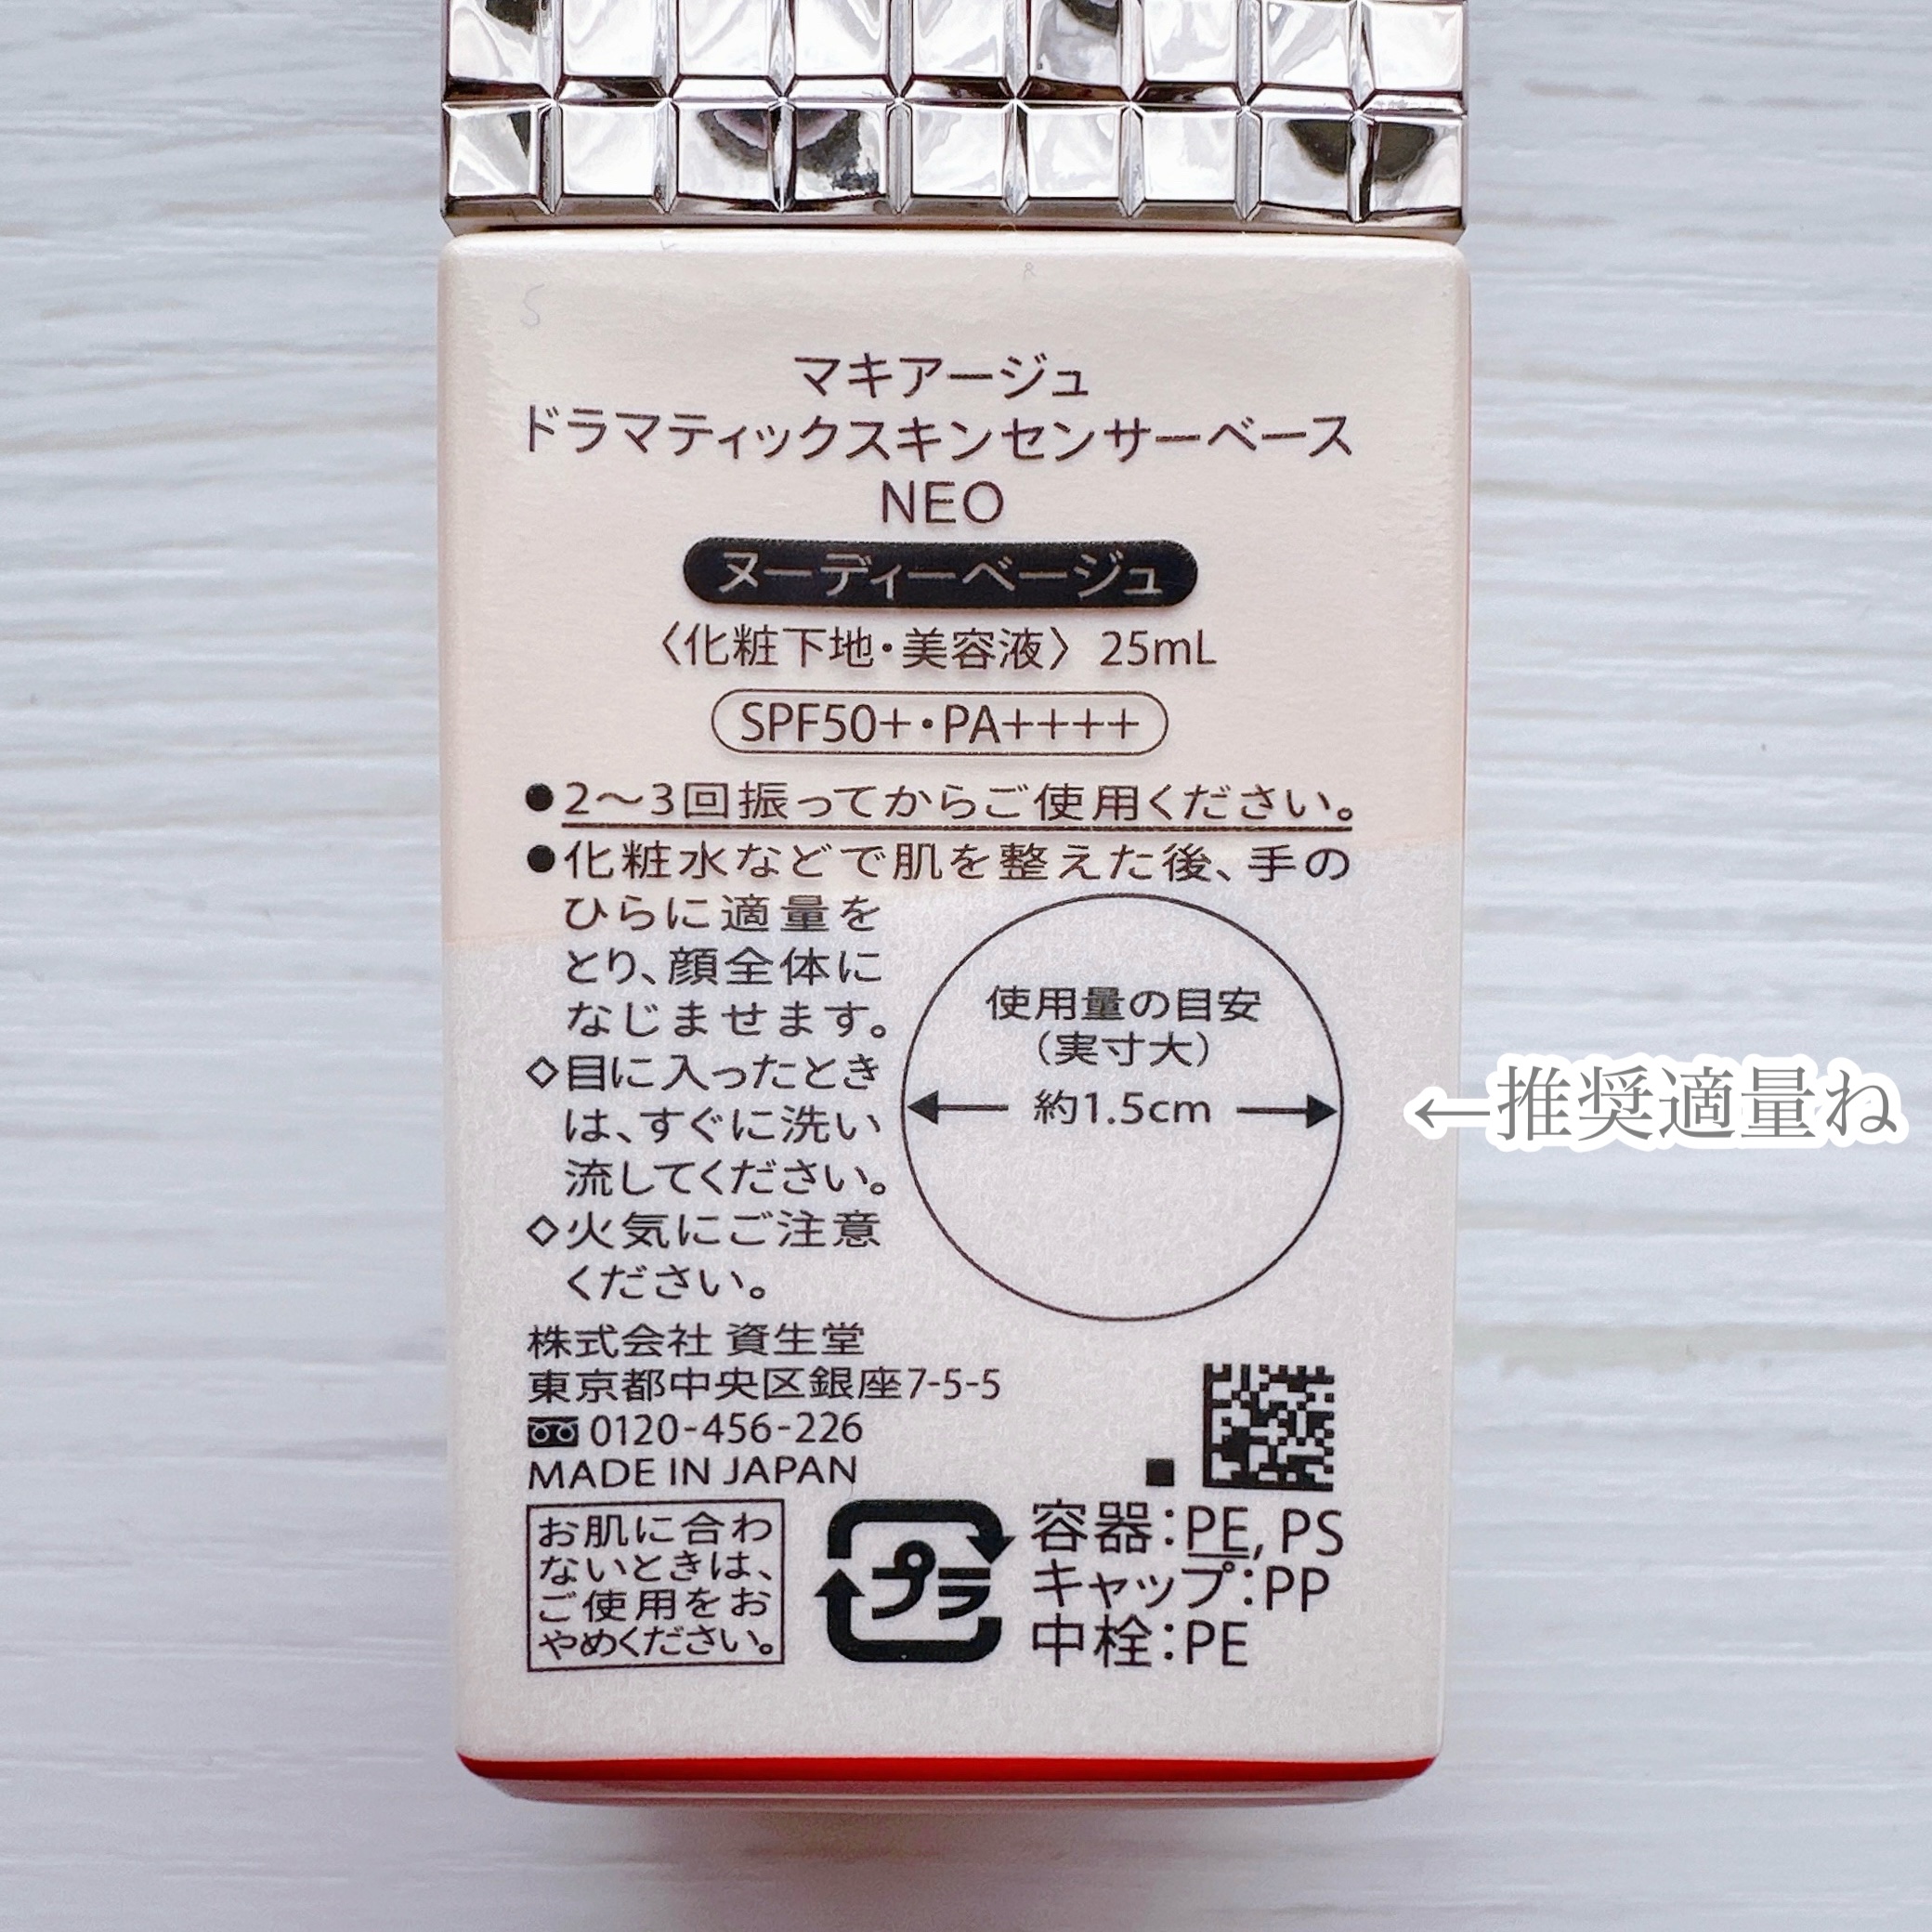 マキアージュ
ドラマティックスキンセンサーベース
NEO
ヌーディーベージュ
〈化粧下地・美容液〉 25mL
SPF50+・PA++++
●2〜3回振ってからご使用ください。
●化粧水などで肌を整えた後、手の
ひらに適量を
とり、顔全体に
なじませます。
◇目に入ったとき
は、すぐに洗い
流してください。
◇火気にご注意
ください。
使用量の目安
（実寸大）
約1.5cm
←推奨適量ね
株式会社 資生堂
東京都中央区銀座7-5-5
0120-456-226
MADE IN JAPAN
お肌に合わ
ないときは、
ご使用をお
やめください。
プラ
容器：PE, PS
キャップ：PP
中栓：PE